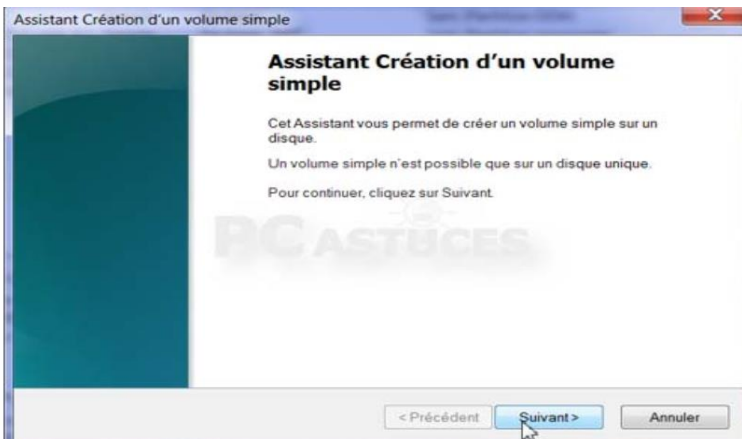 Assistant Création d'un volume simple
Assistant Création d'un volume
simple
Cet Assistant vous permet de créer un volume simple sur un
disque.
Un volume simple n'est possible que sur un disque unique.
Pour continuer, cliquez sur Suivant.
PC ASTUCES
< Précédent
Suivant >
Annuler